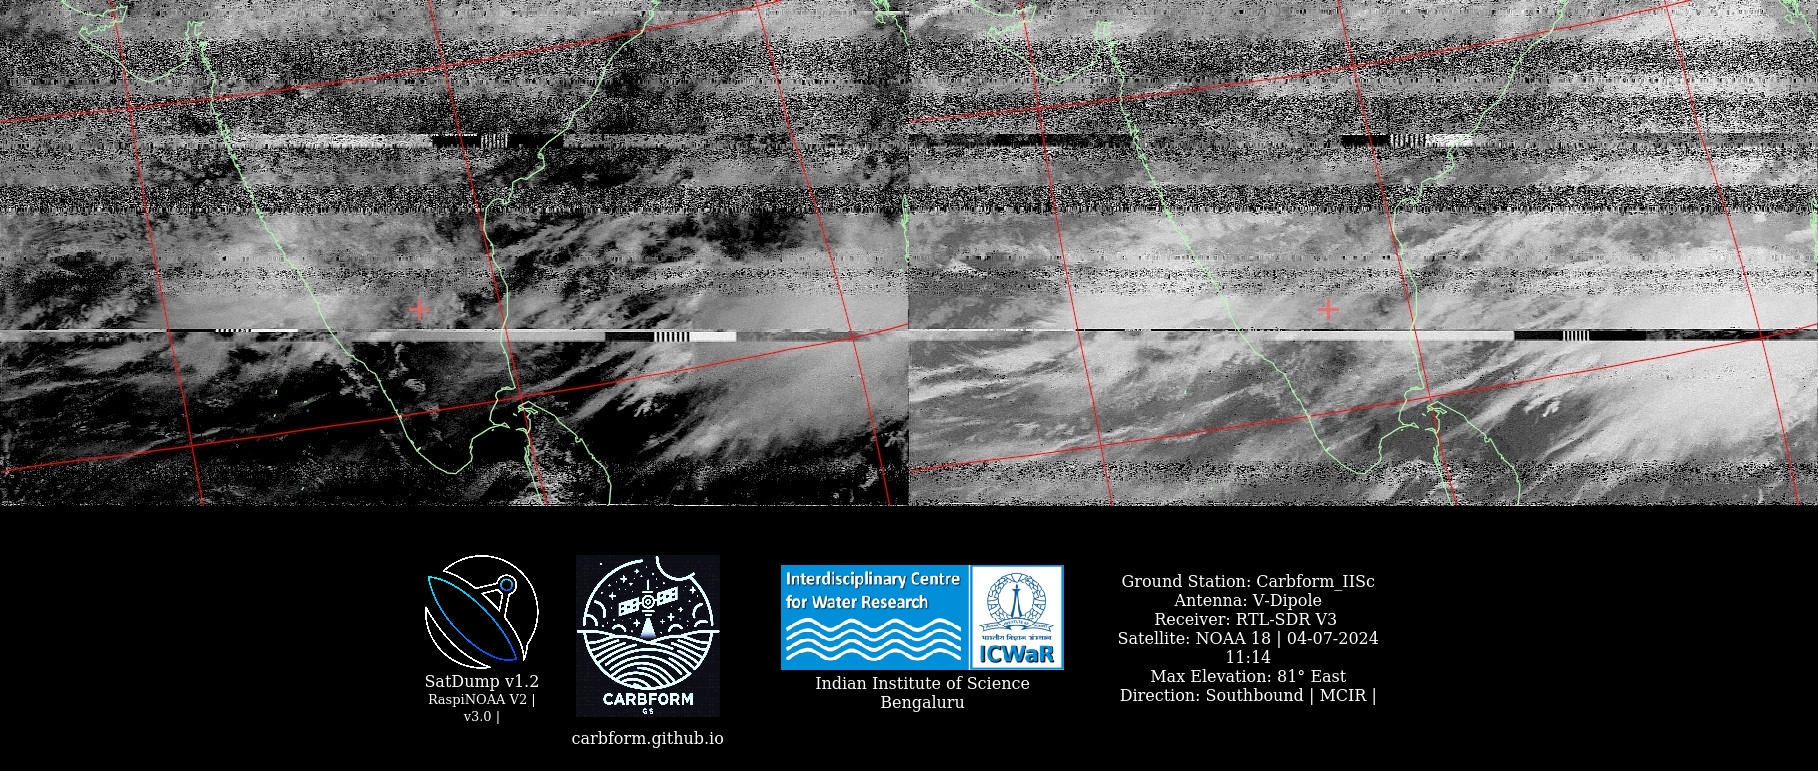 SatDump v1.2
RaspiNOAA V2 |
v3.0 |
CARBFORM
GS
carbform.github.io
Interdisciplinary Centre
for Water Research
भारतीय विज्ञान संस्थान
ICWaR
Indian Institute of Science
Bengaluru
Ground Station: Carbform_IISc
Antenna: V-Dipole
Receiver: RTL-SDR V3
Satellite: NOAA 18 | 04-07-2024
11:14
Max Elevation: 81° East
Direction: Southbound | MCIR |